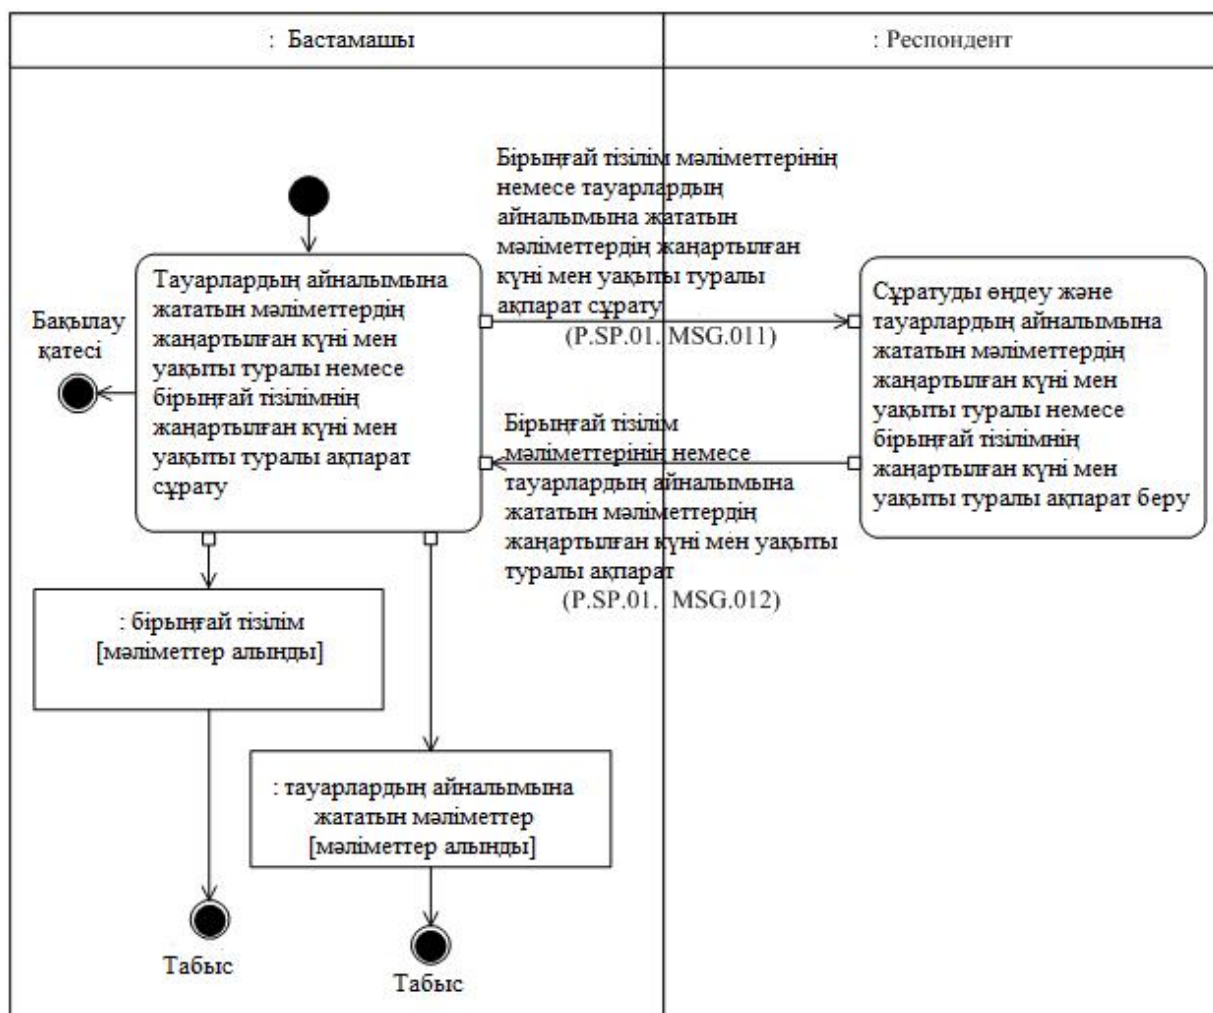 : Бастамашы
: Респондент
Бірыңғай тізілім мәліметтерінің
немесе тауарлардың
айналымына жататын
мәліметтердің жаңартылған
күні мен уақыты туралы
ақпарат сұрату
(P.SP.01. MSG.011)
Тауарлардың айналымына
жататын мәліметтердің
жаңартылған күні мен
уақыты туралы немесе
бірыңғай тізілімнің
жаңартылған күні мен
уақыты туралы ақпарат
сұрату
Бақылау
қатесі
Сұратуды өңдеу және
тауарлардың айналымына
жататын мәліметтердің
жаңартылған күні мен
уақыты туралы немесе
бірыңғай тізілімнің
жаңартылған күні мен
уақыты туралы ақпарат беру
Бірыңғай тізілім
мәліметтерінің немесе
тауарлардың айналымына
жататын мәліметтердің
жаңартылған күні мен уақыты
туралы ақпарат
(P.SP.01. MSG.012)
: бірыңғай тізілім
[мәліметтер алынды]
: тауарлардың айналымына
жататын мәліметтер
[мәліметтер алынды]
Табыс
Табыс